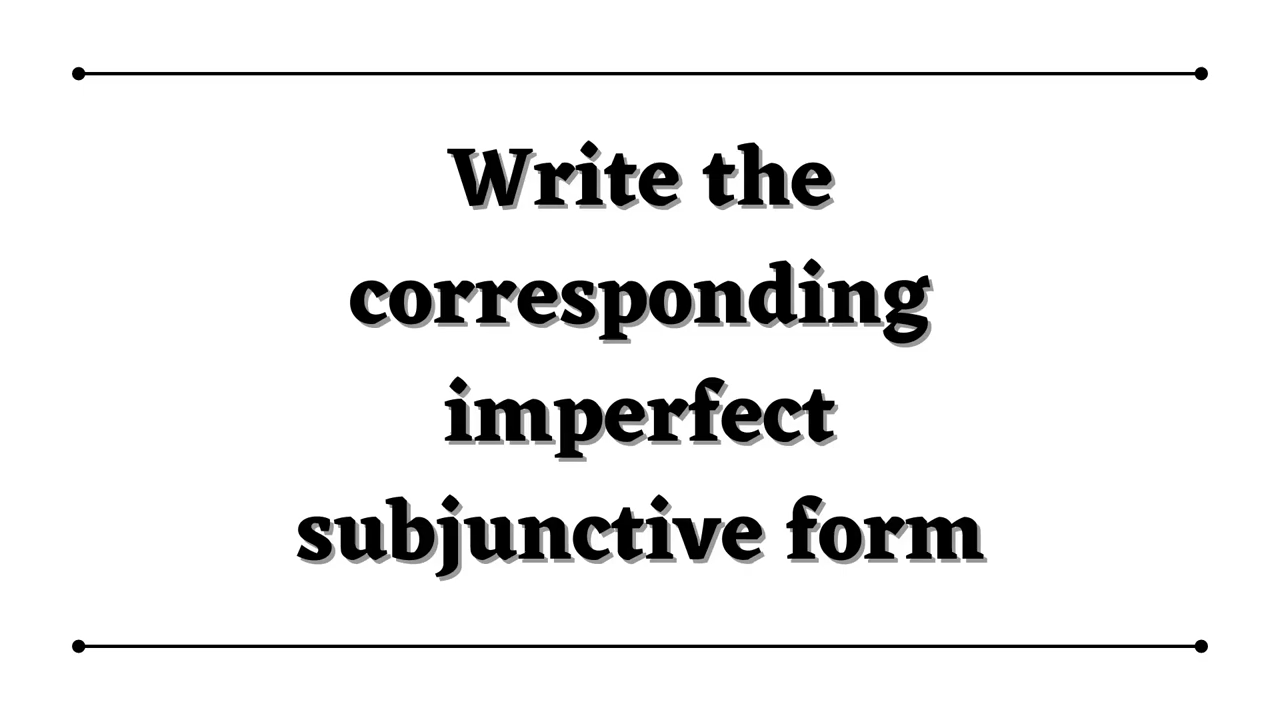 Write the
corresponding
imperfect
subjunctive form